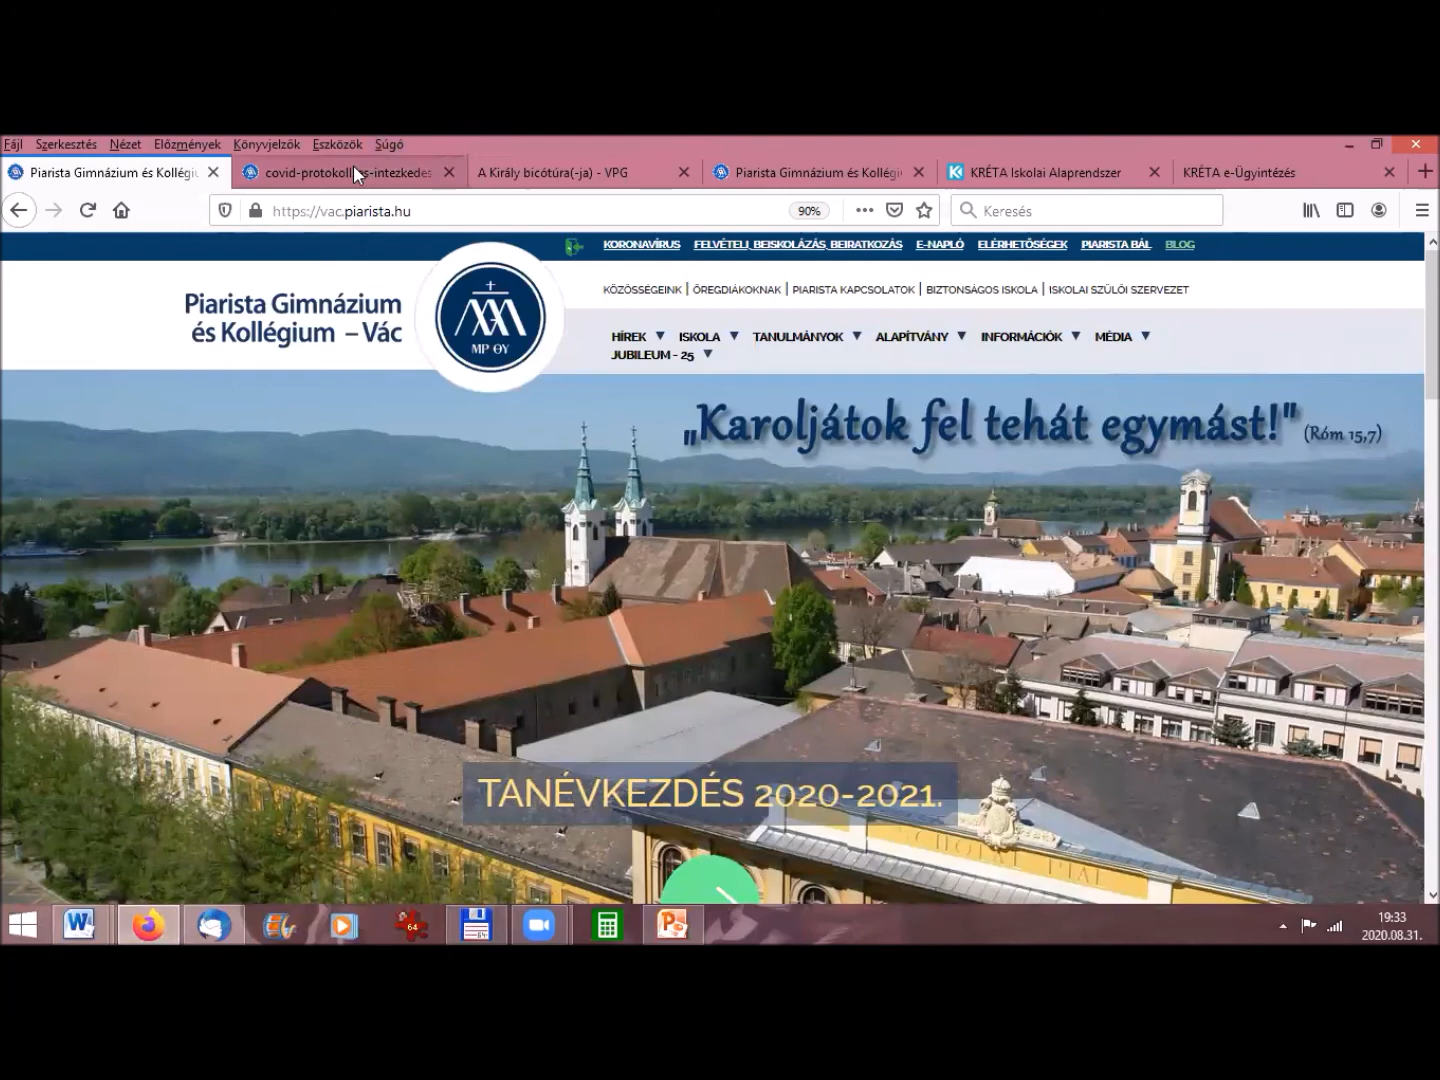 Fájl Szerkesztés Nézet Előzmények Könyvjelzők Eszközök Súgó
Piarista Gimnázium és Kollégiu
covid-protokoll
s-intezkedes
A Király bicótúra(-ja) - VPG
Piarista Gimnázium és Kollégi
KRÉTA Iskolai Alaprendszer
KRÉTA e-Ügyintézés
https://vac.piarista.hu
90%
Keresés
KORONAVÍRUS FELVÉTELI, BEISKOLÁZÁS, BEIRATKOZÁS E-NAPLÓ ELÉRHETŐSÉGEK PIARISTA BÁL BLOG
Piarista Gimnázium
és Kollégium – Vác
MP ΘY
KÖZÖSSÉGEINK | ÖREGDIÁKOKNAK | PIARISTA KAPCSOLATOK | BIZTONSÁGOS ISKOLA | ISKOLAI SZÜLŐI SZERVEZET
HÍREK ISKOLA TANULMÁNYOK ALAPÍTVÁNY INFORMÁCIÓK MÉDIA
JUBILEUM - 25
„Karoljátok fel tehát egymást!" (Róm 15,7)
TANÉVKEZDÉS 2020-2021.
64
64
19:33
2020.08.31.